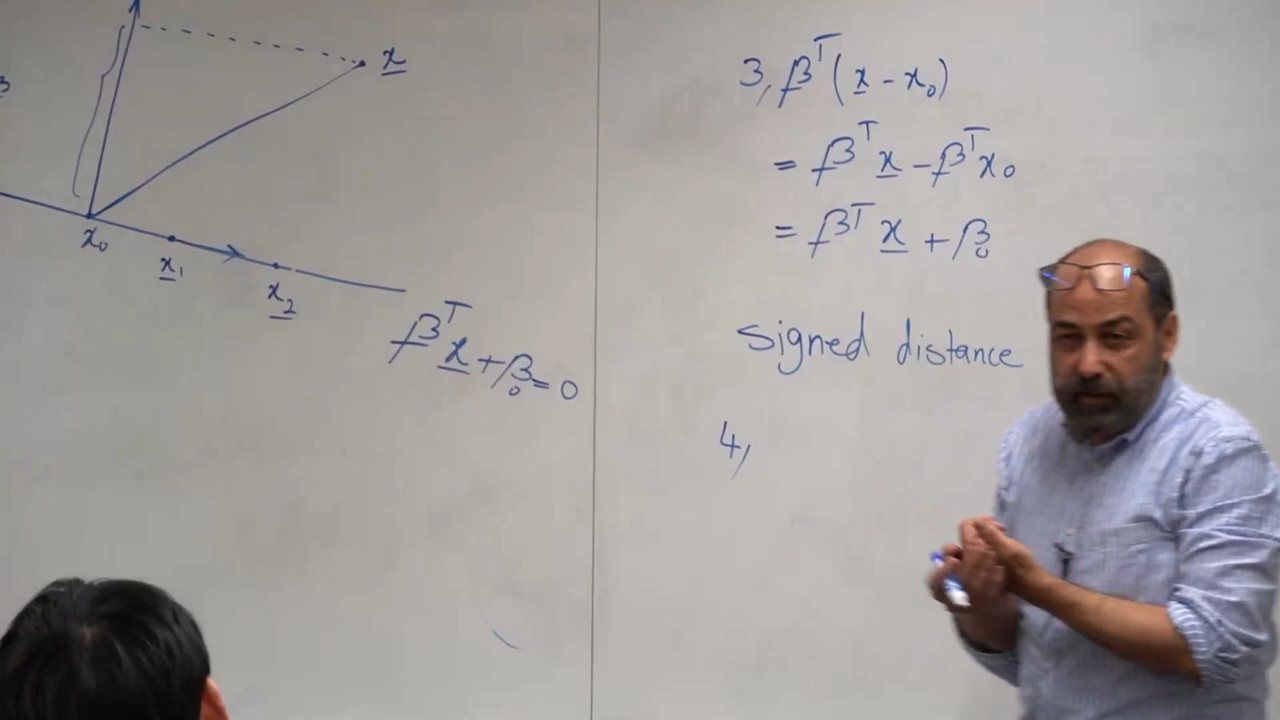 x
x₀
x₁
x₂
βᵀx + β₀ = 0
3, βᵀ(x - x₀)
= βᵀx - βᵀx₀
= βᵀx + β₀
Signed distance
4,